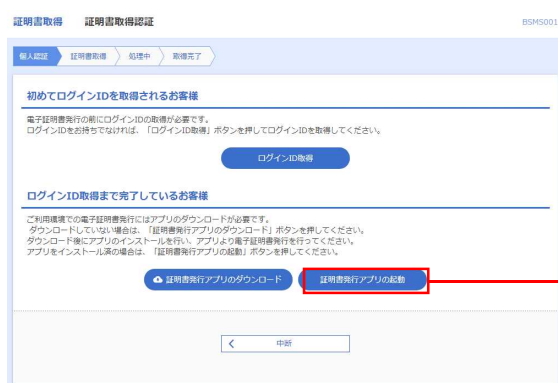 証明書取得 証明書取得認証 BSMS001
個人認証 証明書取得 処理中 取得完了
初めてログインIDを取得されるお客様
電子証明書発行の前にログインIDの取得が必要です。
ログインIDをお持ちでなければ、「ログインID取得」ボタンを押してログインIDを取得してください。
ログインID取得
ログインID取得まで完了しているお客様
ご利用環境での電子証明書発行にはアプリのダウンロードが必要です。
ダウンロードしていない場合は、「証明書発行アプリのダウンロード」ボタンを押してください。
ダウンロード後にアプリのインストールを行い、アプリより電子証明書発行を行ってください。
アプリをインストール済の場合は、「証明書発行アプリの起動」ボタンを押してください。
証明書発行アプリのダウンロード 証明書発行アプリの起動
中断